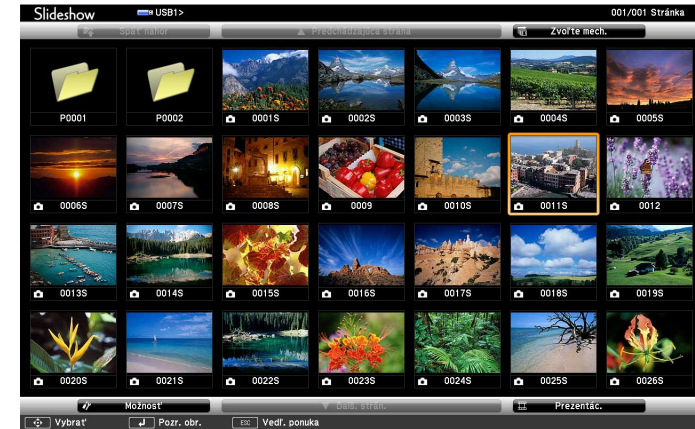 Slideshow USB1> 001/001 Stránka
Späť nahor Predchádzajúca strana Zvoľte mech.
P0001 P0002 0001S 0002S 0003S 0004S 0005S
0006S 0007S 0008S 0009 0010S 0011S 0012
0013S 0014S 0015S 0016S 0017S 0018S 0019S
0020S 0021S 0022S 0023S 0024S 0025S 0026S
Možnosť Ďalš. strán. Prezentác.
Vybrať Pozr. obr. ESC Vedľ. ponuka